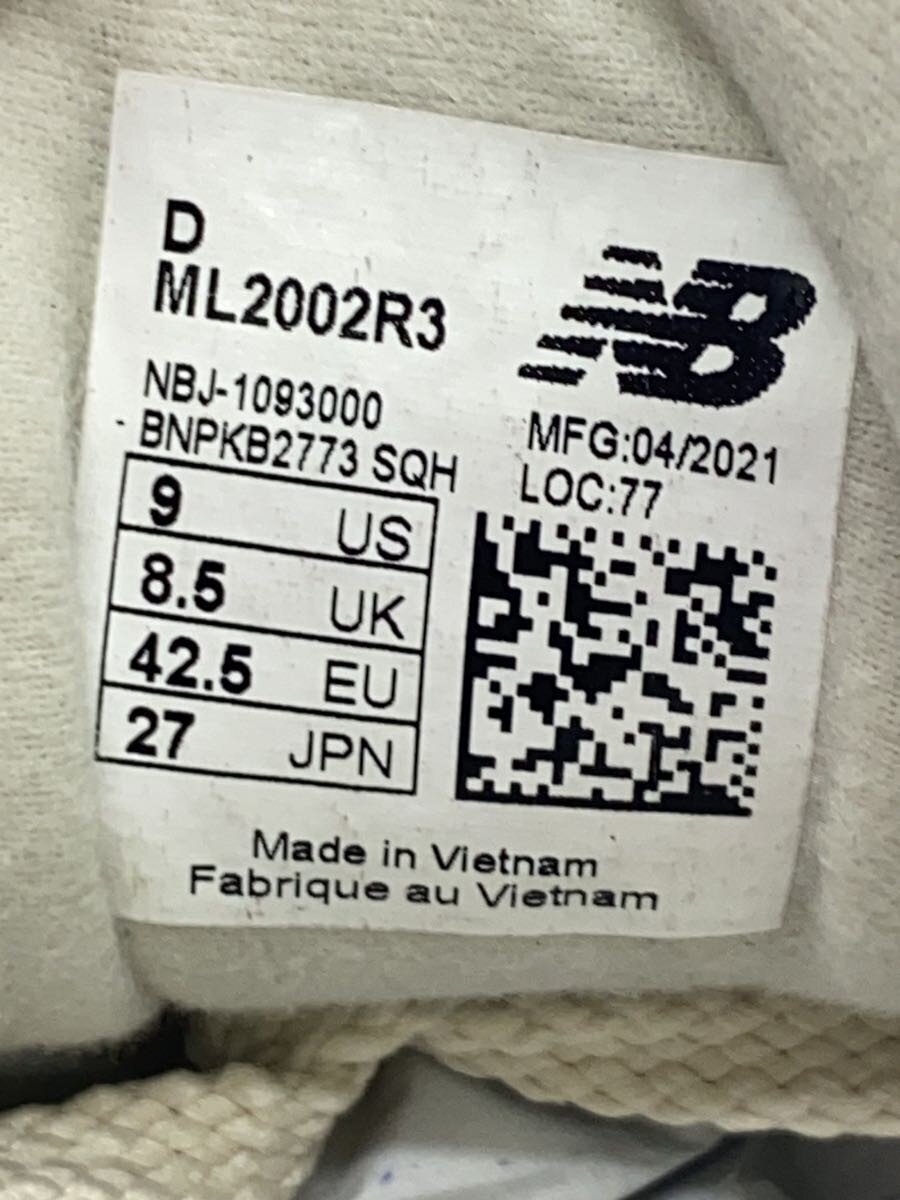 D
ML2002R3
NBJ-1093000
BNPKB2773 SQH
NB
MFG:04/2021
LOC:77
9 US
8.5 UK
42.5 EU
27 JPN
Made in Vietnam
Fabrique au Vietnam